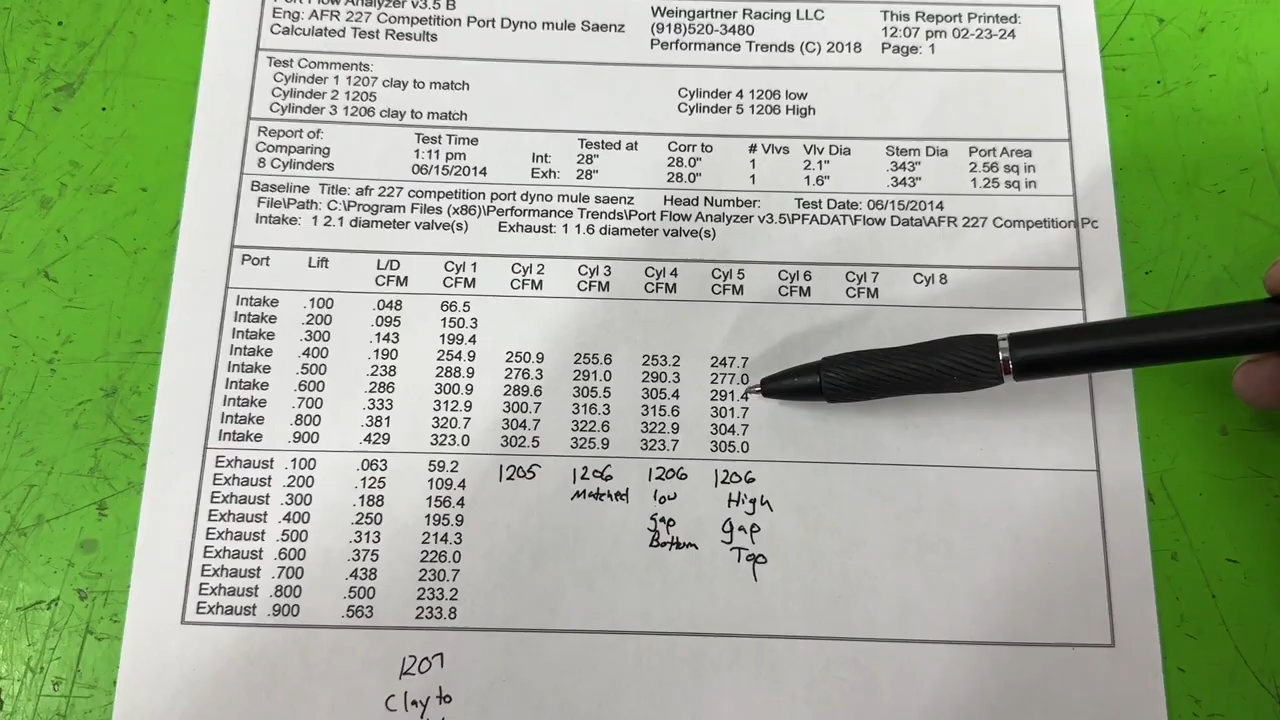 Port Flow Analyzer v3.5 B
Eng: AFR 227 Competition Port Dyno mule Saenz
Calculated Test Results
Weingartner Racing LLC
(918)520-3480
Performance Trends (C) 2018
This Report Printed:
12:07 pm 02-23-24
Page: 1
Test Comments:
Cylinder 1 1207 clay to match
Cylinder 2 1205
Cylinder 3 1206 clay to match
Cylinder 4 1206 low
Cylinder 5 1206 High
Report of:
Comparing
8 Cylinders
Test Time
1:11 pm
06/15/2014
Tested at Corr to # Vlvs Vlv Dia Stem Dia Port Area
Int: 28" 28.0" 1 2.1" .343" 2.56 sq in
Exh: 28" 28.0" 1 1.6" .343" 1.25 sq in
Baseline Title: afr 227 competition port dyno mule saenz Head Number: Test Date: 06/15/2014
File\Path: C:\Program Files (x86)\Performance Trends\Port Flow Analyzer v3.5\PFADAT\Flow Data\AFR 227 Competition Pc
Intake: 1 2.1 diameter valve(s) Exhaust: 1 1.6 diameter valve(s)
Port Lift L/D Cyl 1 Cyl 2 Cyl 3 Cyl 4 Cyl 5 Cyl 6 Cyl 7 Cyl 8
CFM CFM CFM CFM CFM CFM CFM CFM
Intake .100 .048 66.5
Intake .200 .095 150.3
Intake .300 .143 199.4
Intake .400 .190 254.9 250.9 255.6 253.2 247.7
Intake .500 .238 288.9 276.3 291.0 290.3 277.0
Intake .600 .286 300.9 289.6 305.5 305.4 291.4
Intake .700 .333 312.9 300.7 316.3 315.6 301.7
Intake .800 .381 320.7 304.7 322.6 322.9 304.7
Intake .900 .429 323.0 302.5 325.9 323.7 305.0
Exhaust .100 .063 59.2
Exhaust .200 .125 109.4
Exhaust .300 .188 156.4
Exhaust .400 .250 195.9
Exhaust .500 .313 214.3
Exhaust .600 .375 226.0
Exhaust .700 .438 230.7
Exhaust .800 .500 233.2
Exhaust .900 .563 233.8
1205
1206
Matched
1206
low
gap
Bottom
1206
High
gap
Top
1207
Clay to